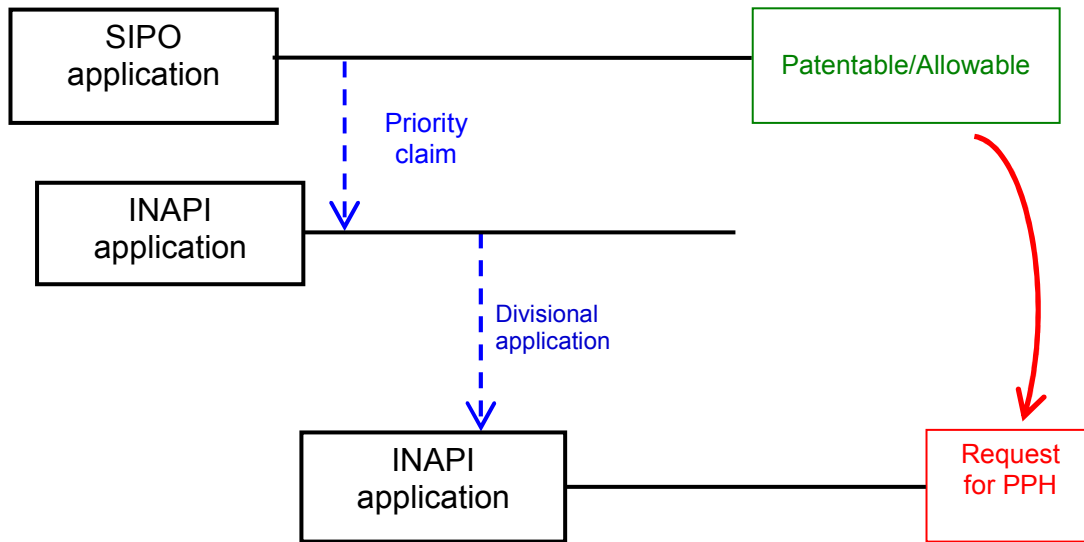 SIPO
application
Patentable/Allowable
Priority
claim
INAPI
application
Divisional
application
INAPI
application
Request
for PPH